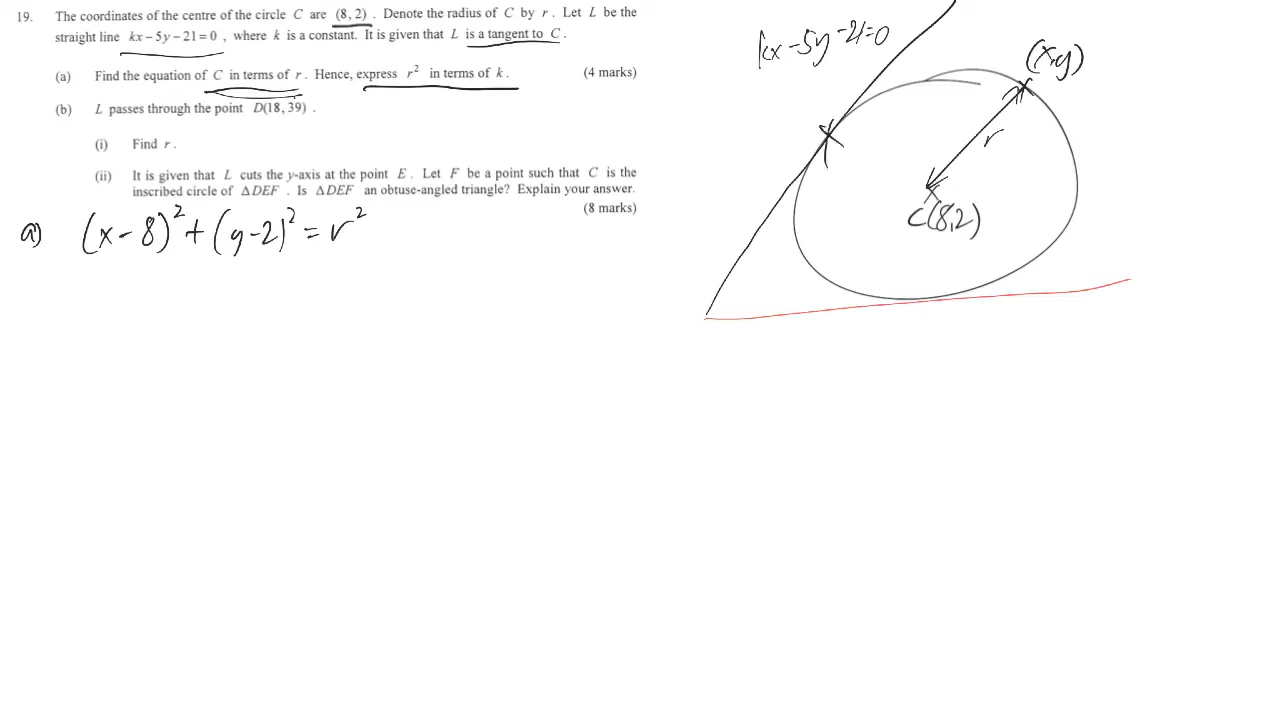 19. The coordinates of the centre of the circle C are (8, 2) . Denote the radius of C by r . Let L be the
straight line kx − 5y − 21 = 0 , where k is a constant. It is given that L is a tangent to C .
(a) Find the equation of C in terms of r . Hence, express r² in terms of k . (4 marks)
(b) L passes through the point D(18, 39) .
(i) Find r .
(ii) It is given that L cuts the y-axis at the point E . Let F be a point such that C is the
inscribed circle of ΔDEF . Is ΔDEF an obtuse-angled triangle? Explain your answer.
(8 marks)
a) (x − 8)² + (y − 2)² = r²
kx − 5y − 21 = 0
(x, y)
r
C(8, 2)